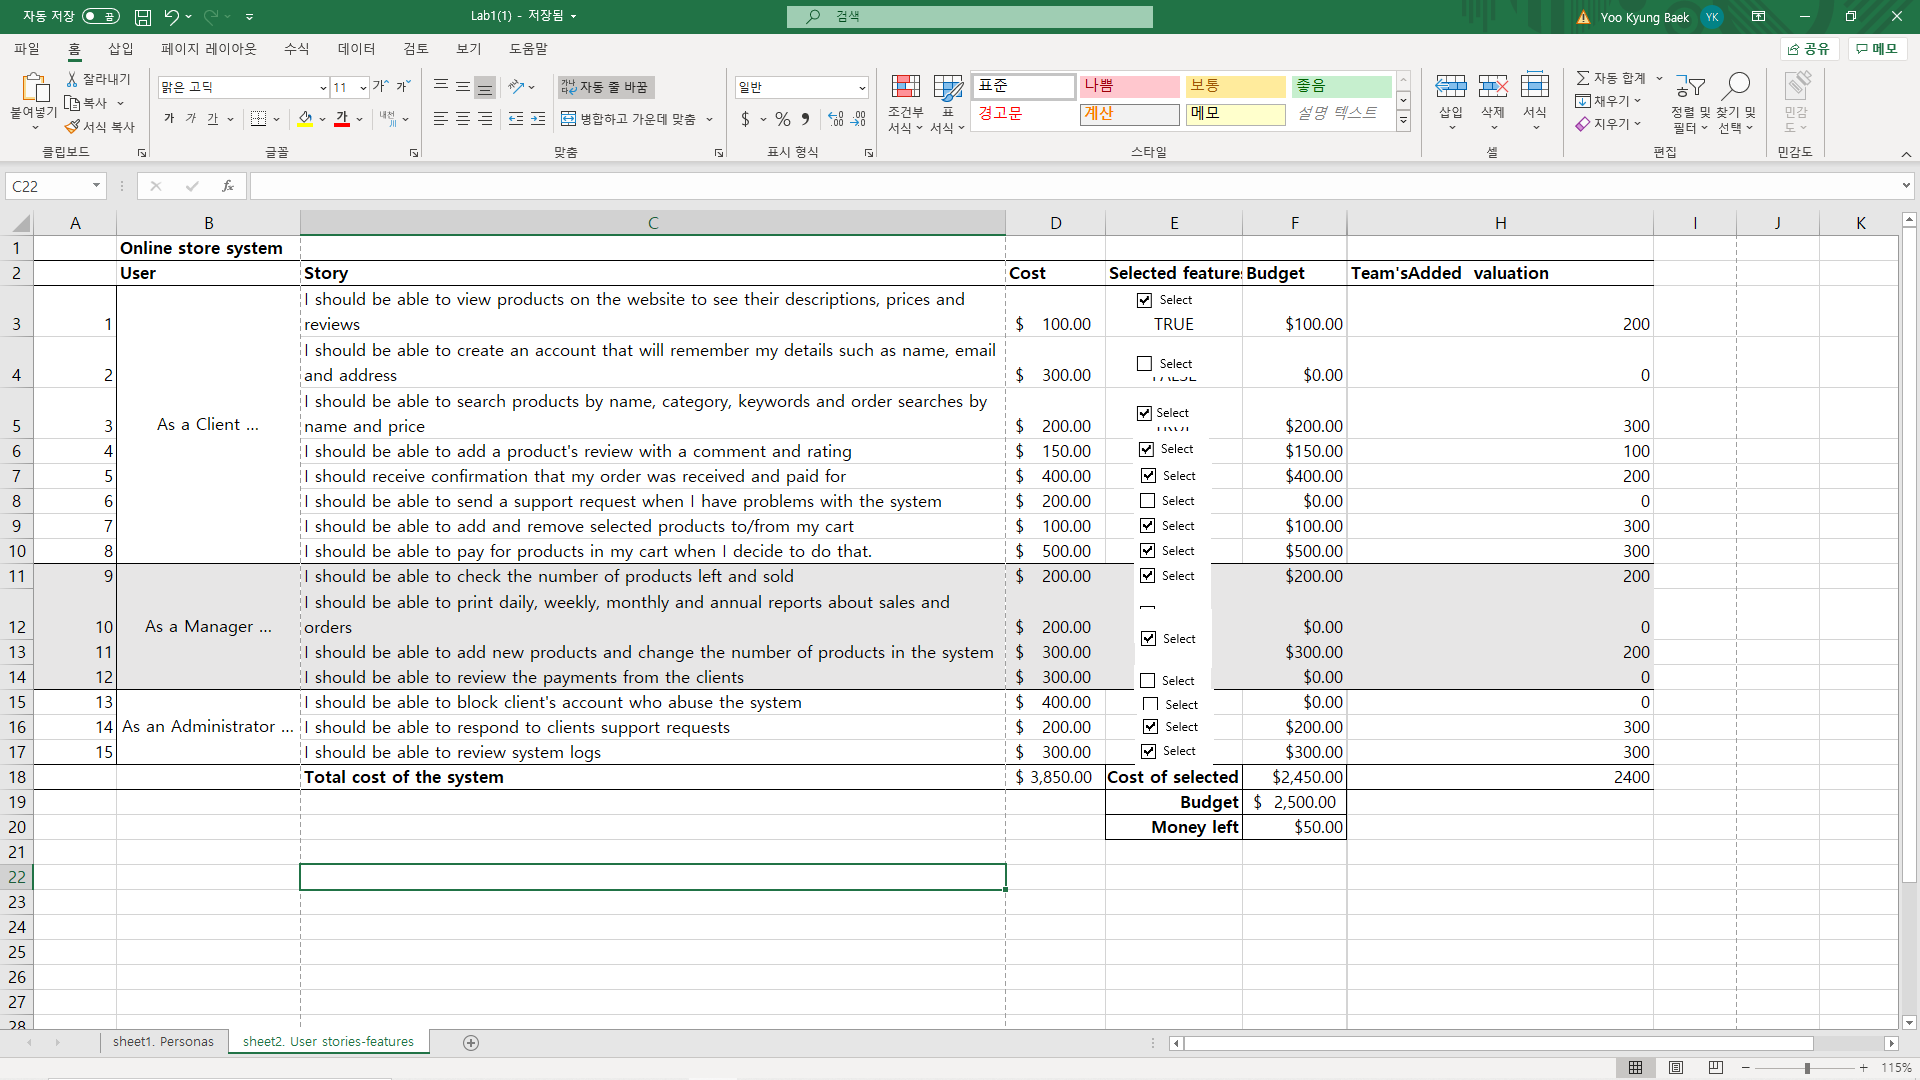 자동 저장 끔 Lab1(1) - 저장됨 검색 Yoo Kyung Baek YK
파일 홈 삽입 페이지 레이아웃 수식 데이터 검토 보기 도움말 공유 메모
붙여넣기 잘라내기 복사 서식 복사 클립보드
맑은 고딕 11 가 가 가 가 가 가 내천 글꼴
자동 줄 바꿈 병합하고 가운데 맞춤 맞춤
일반 $ % 표시 형식
조건부 서식 표 서식 표준 나쁨 보통 좋음
경고문 계산 메모 설명 텍스트 스타일
삽입 삭제 서식 셀
자동 합계 채우기 지우기 정렬 및 필터 찾기 및 선택 편집
민감도 민감도
C22 fx
A B C D E F H I J K
1 Online store system
2 User Story Cost Selected feature Budget Team'sAdded valuation
3 1 I should be able to view products on the website to see their descriptions, prices and
reviews $ 100.00 Select TRUE $100.00 200
4 2 I should be able to create an account that will remember my details such as name, email
and address $ 300.00 Select FALSE $0.00 0
5 3 As a Client ... I should be able to search products by name, category, keywords and order searches by
name and price $ 200.00 Select TRUE $200.00 300
6 4 I should be able to add a product's review with a comment and rating $ 150.00 Select $150.00 100
7 5 I should receive confirmation that my order was received and paid for $ 400.00 Select $400.00 200
8 6 I should be able to send a support request when I have problems with the system $ 200.00 Select $0.00 0
9 7 I should be able to add and remove selected products to/from my cart $ 100.00 Select $100.00 300
10 8 I should be able to pay for products in my cart when I decide to do that. $ 500.00 Select $500.00 300
11 9 I should be able to check the number of products left and sold $ 200.00 Select $200.00 200
12 10 As a Manager ... I should be able to print daily, weekly, monthly and annual reports about sales and
orders $ 200.00 Select $0.00 0
13 11 I should be able to add new products and change the number of products in the system $ 300.00 $300.00 200
14 12 I should be able to review the payments from the clients $ 300.00 Select $0.00 0
15 13 I should be able to block client's account who abuse the system $ 400.00 Select $0.00 0
16 14 As an Administrator ... I should be able to respond to clients support requests $ 200.00 Select $200.00 300
17 15 I should be able to review system logs $ 300.00 Select $300.00 300
18 Total cost of the system $ 3,850.00 Cost of selected $2,450.00 2400
19 Budget $ 2,500.00
20 Money left $50.00
21
22
23
24
25
26
27
28
sheet1. Personas sheet2. User stories-features
115%